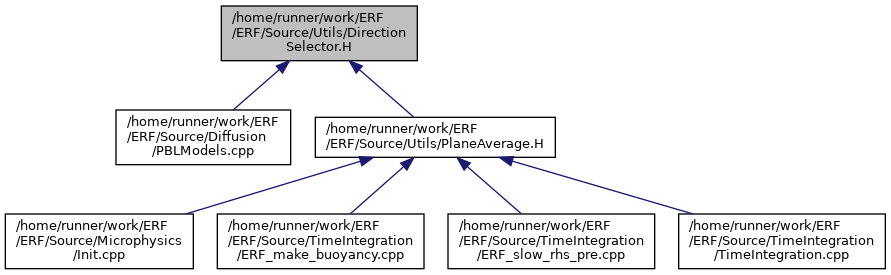 /home/runner/work/ERF
/ERF/Source/Utils/Direction
Selector.H
/home/runner/work/ERF
/ERF/Source/Diffusion
/PBLModels.cpp
/home/runner/work/ERF
/ERF/Source/Utils/PlaneAverage.H
/home/runner/work/ERF
/ERF/Source/Microphysics
/Init.cpp
/home/runner/work/ERF
/ERF/Source/TimeIntegration
/ERF_make_buoyancy.cpp
/home/runner/work/ERF
/ERF/Source/TimeIntegration
/ERF_slow_rhs_pre.cpp
/home/runner/work/ERF
/ERF/Source/TimeIntegration
/TimeIntegration.cpp